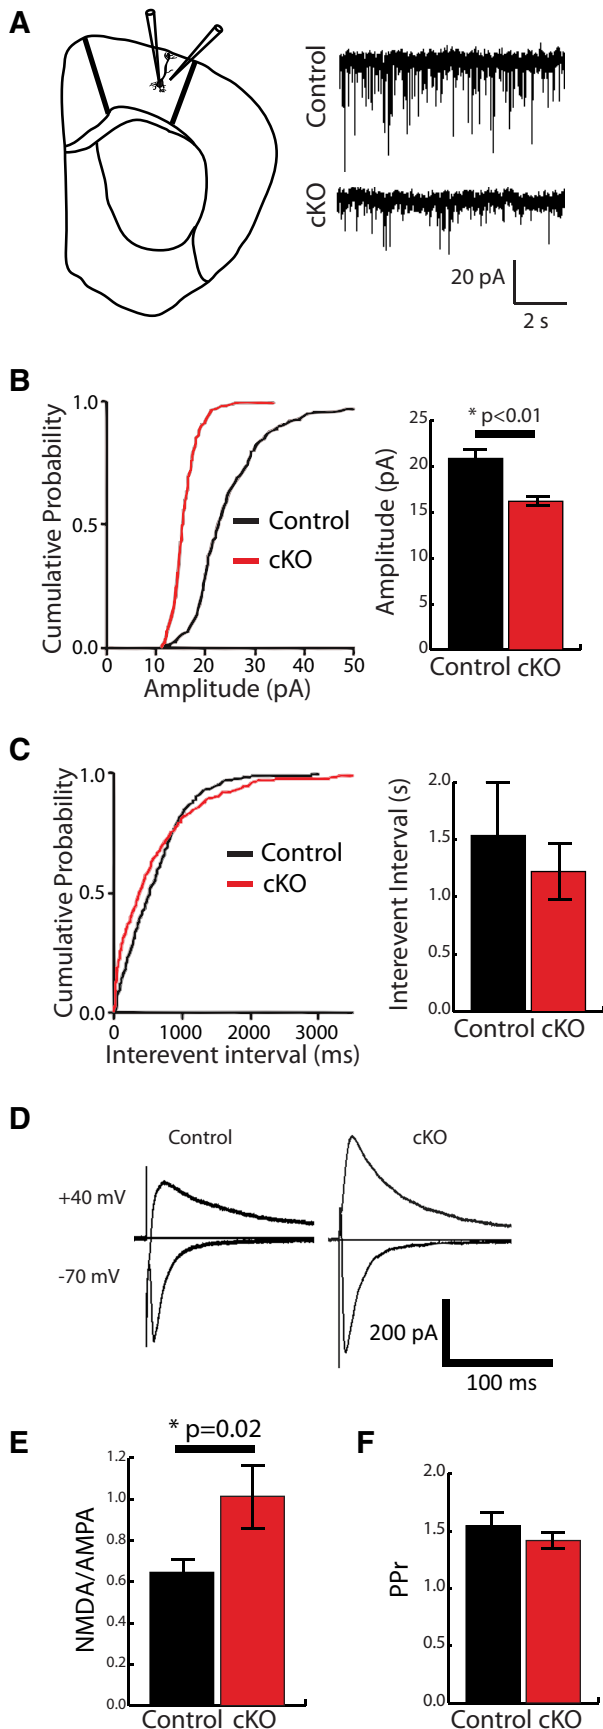 A
Control
cKO
20 pA
2 s
B
Cumulative Probability
1.0
0.5
0.0
0 10 20 30 40 50
Amplitude (pA)
Control
cKO
Amplitude (pA)
25
20
15
10
5
0
* p<0.01
Control cKO
C
Cumulative Probability
1.0
0.5
0.0
0 1000 2000 3000
Interevent interval (ms)
Control
cKO
Interevent Interval (s)
2.0
1.5
1.0
0.5
0.0
Control cKO
D
Control cKO
+40 mV
-70 mV
200 pA
100 ms
E
* p=0.02
NMDA/AMPA
1.2
1.0
0.8
0.6
0.4
0.2
0.0
Control cKO
F
PPr
2.0
1.5
1.0
0.5
0.0
Control cKO